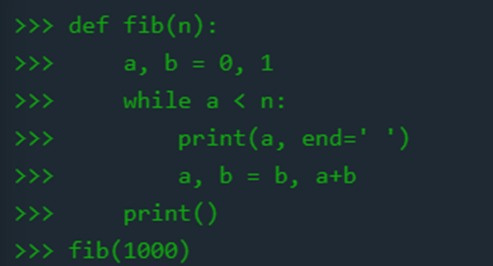 >>> def fib(n):
>>>     a, b = 0, 1
>>>     while a < n:
>>>         print(a, end=' ')
>>>         a, b = b, a+b
>>>     print()
>>> fib(1000)